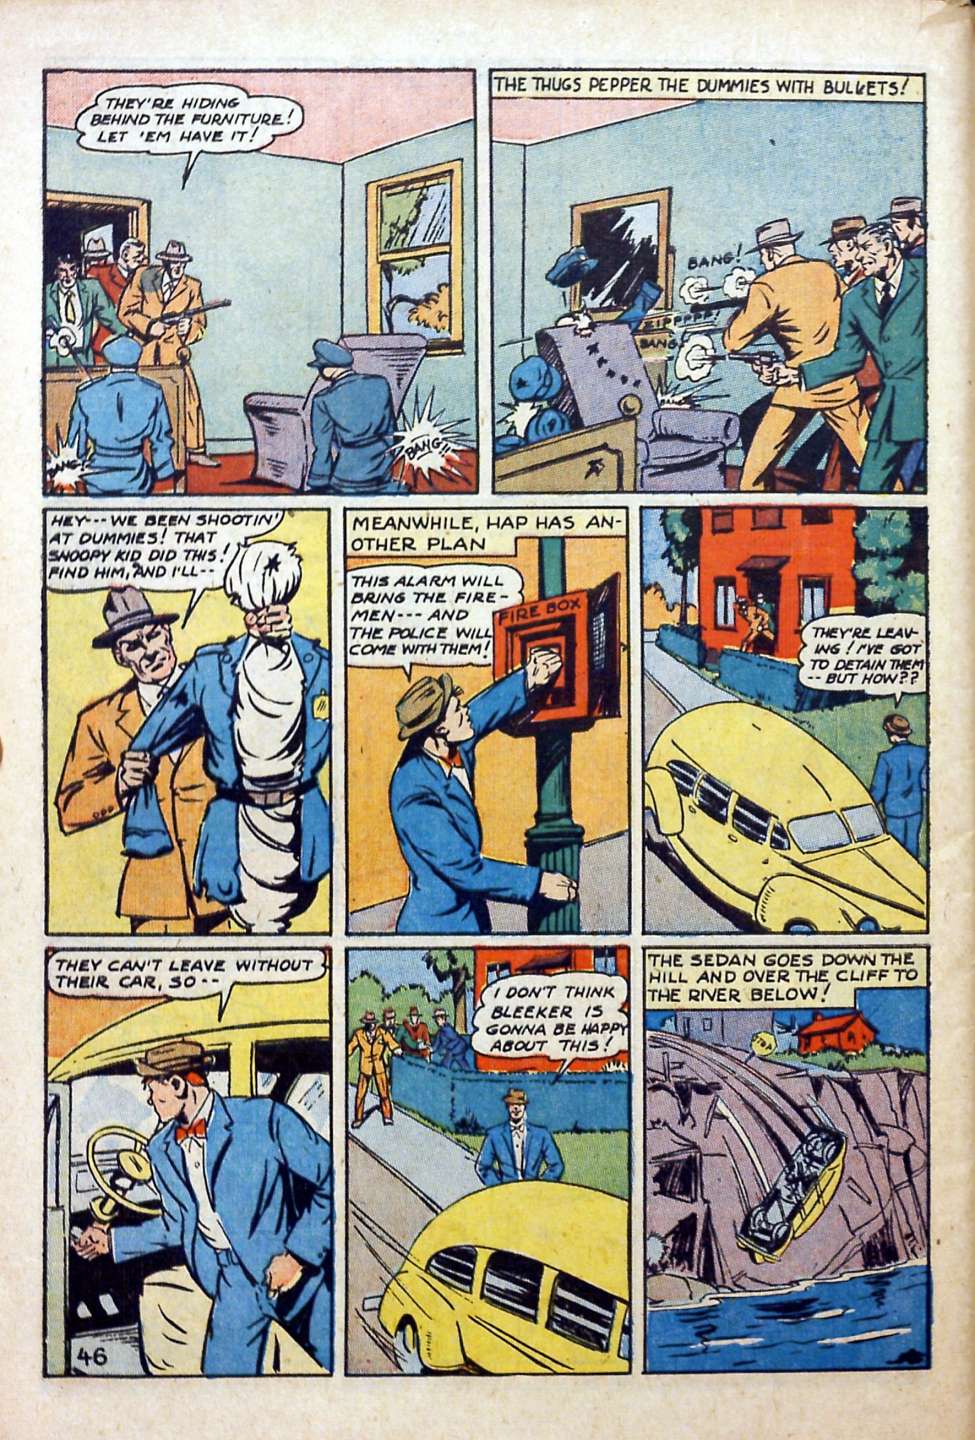 THEY'RE HIDING
BEHIND THE FURNITURE!
LET 'EM HAVE IT!
BANG!
BANG!!
THE THUGS PEPPER THE DUMMIES WITH BULLETS!
BANG!
ZIPPPPP!
BANG!
BANG!
HEY---WE BEEN SHOOTIN'
AT DUMMIES! THAT
SNOOPY KID DID THIS!
FIND HIM, AND I'LL--
MEANWHILE, HAP HAS AN-
OTHER PLAN
THIS ALARM WILL
BRING THE FIRE-
MEN---AND
THE POLICE WILL
COME WITH THEM!
FIRE BOX
THEY'RE LEAV-
ING! I'VE GOT
TO DETAIN THEM
--BUT HOW??
THEY CAN'T LEAVE WITHOUT
THEIR CAR, SO--
46
I DON'T THINK
BLEEKER IS
GONNA BE HAPPY
ABOUT THIS!
THE SEDAN GOES DOWN THE
HILL AND OVER THE CLIFF TO
THE RIVER BELOW!